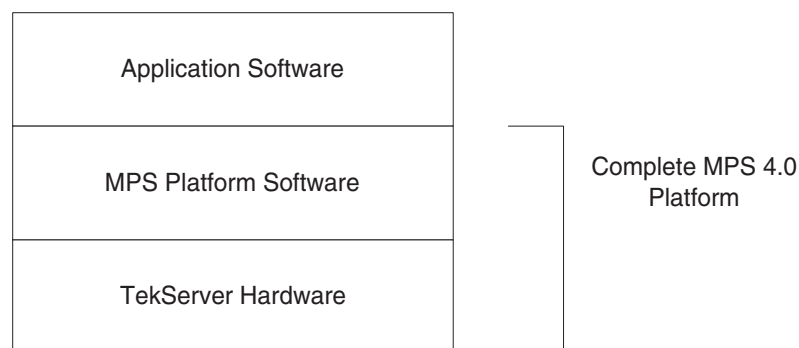 Application Software
MPS Platform Software
Complete MPS 4.0
Platform
TekServer Hardware